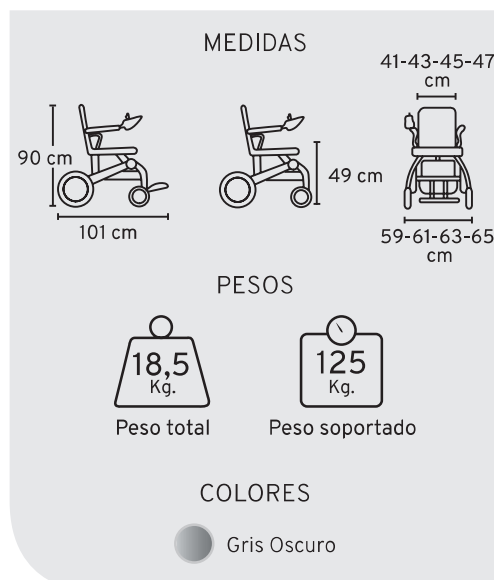 MEDIDAS
41-43-45-47
cm
90 cm
49 cm
101 cm
59-61-63-65
cm
PESOS
18,5
Kg.
125
Kg.
Peso total
Peso soportado
COLORES
Gris Oscuro